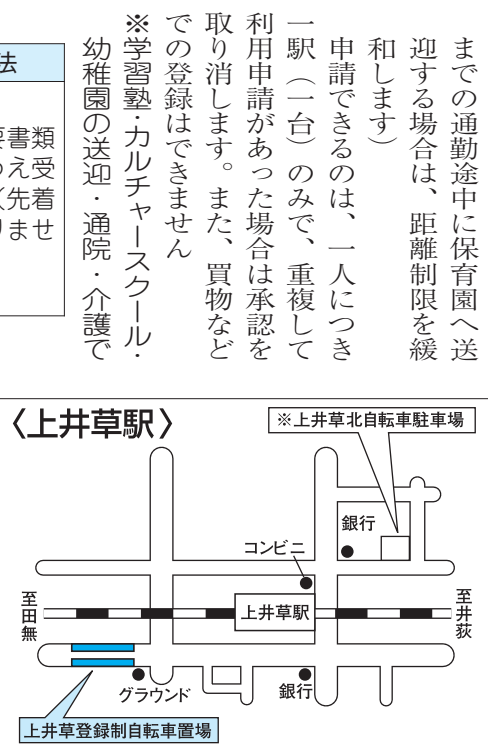 までの通勤途中に保育園へ送
迎する場合は、距離制限を緩
和します）
申請できるのは、一人につき
一駅（一台）のみで、重複して
利用申請があった場合は承認を
取り消します。また、買物など
での登録はできません
※学習塾・カルチャースクール・
幼稚園の送迎・通院・介護で
法
要書類
え受
（先着
りませ
〈上井草駅〉
※上井草北自転車駐車場
銀行
コンビニ
至田無
上井草駅
至井荻
グラウンド
銀行
上井草登録制自転車置場